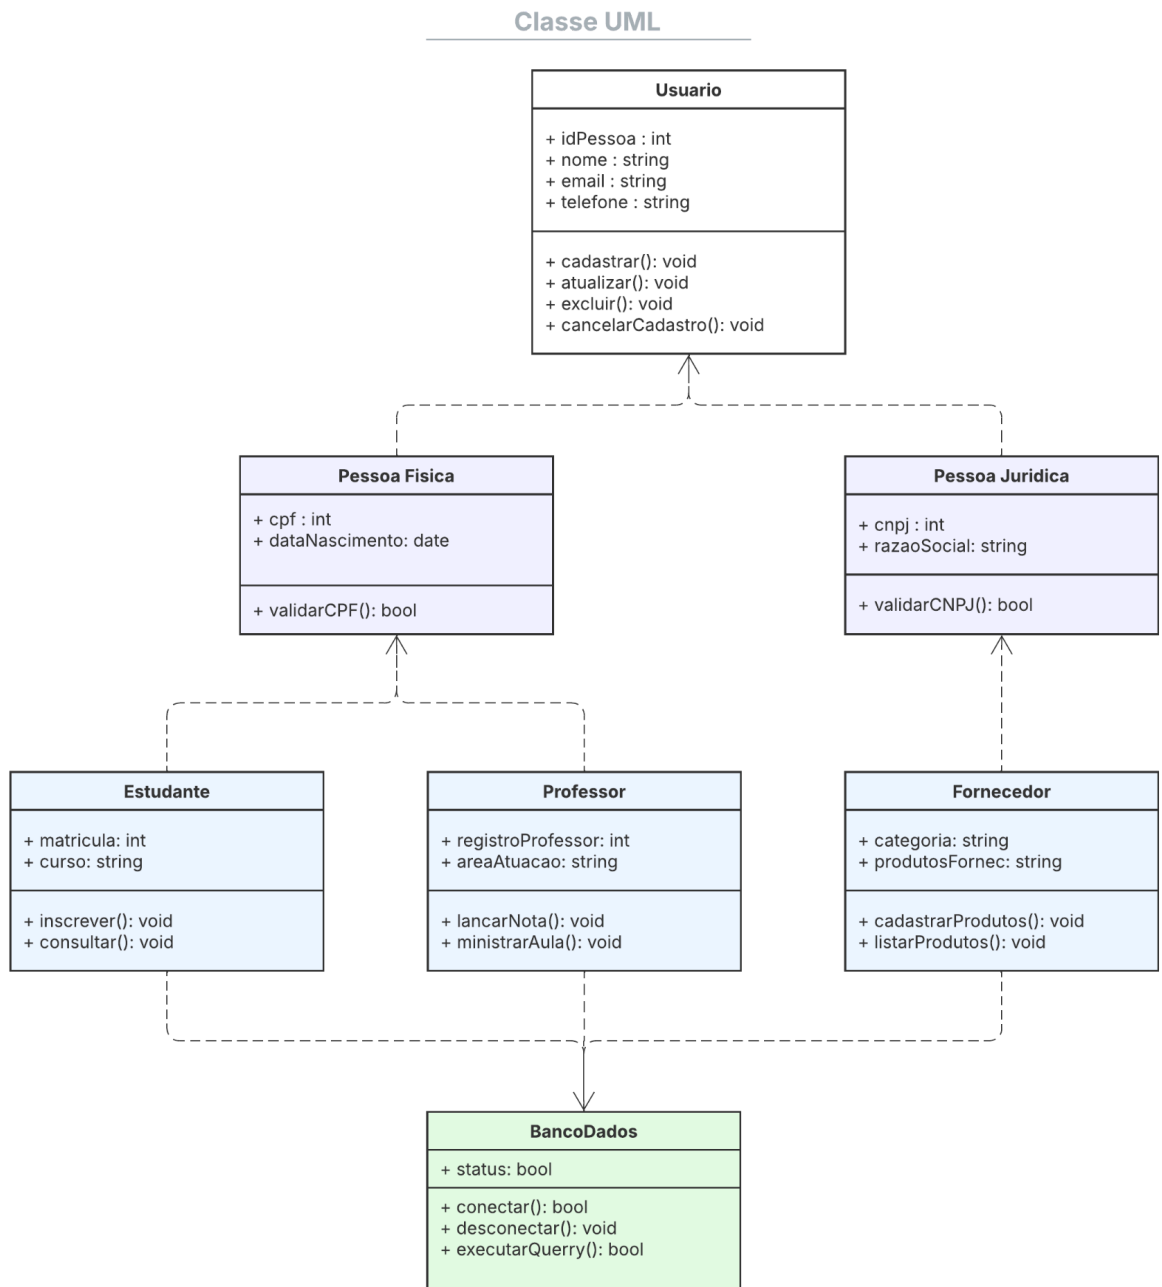 Classe UML
Usuario
+ idPessoa : int
+ nome : string
+ email : string
+ telefone : string
+ cadastrar(): void
+ atualizar(): void
+ excluir(): void
+ cancelarCadastro(): void
Pessoa Fisica
+ cpf : int
+ dataNascimento: date
+ validarCPF(): bool
Pessoa Juridica
+ cnpj : int
+ razaoSocial: string
+ validarCNPJ(): bool
Estudante
+ matricula: int
+ curso: string
+ inscrever(): void
+ consultar(): void
Professor
+ registroProfessor: int
+ areaAtuacao: string
+ lancarNota(): void
+ ministrarAula(): void
Fornecedor
+ categoria: string
+ produtosFornec: string
+ cadastrarProdutos(): void
+ listarProdutos(): void
BancoDados
+ status: bool
+ conectar(): bool
+ desconectar(): void
+ executarQuerry(): bool